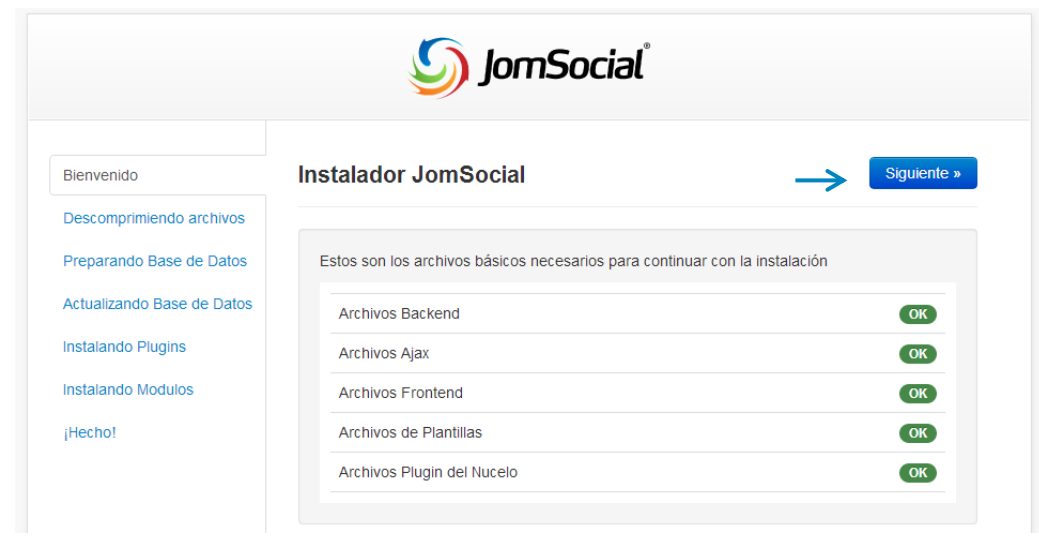 JomSocial®
Bienvenido
Descomprimiendo archivos
Preparando Base de Datos
Actualizando Base de Datos
Instalando Plugins
Instalando Modulos
¡Hecho!
Instalador JomSocial
Siguiente »
Estos son los archivos básicos necesarios para continuar con la instalación
Archivos Backend OK
Archivos Ajax OK
Archivos Frontend OK
Archivos de Plantillas OK
Archivos Plugin del Nucelo OK